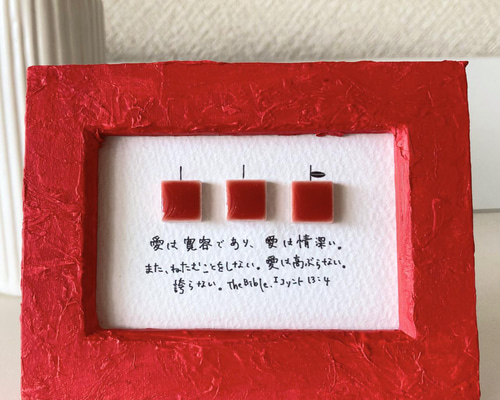 愛は寛容であり、愛は情深い。
また、ねたむことをしない。愛は高ぶらない。
誇らない。The Bible. Iコリント 13:4